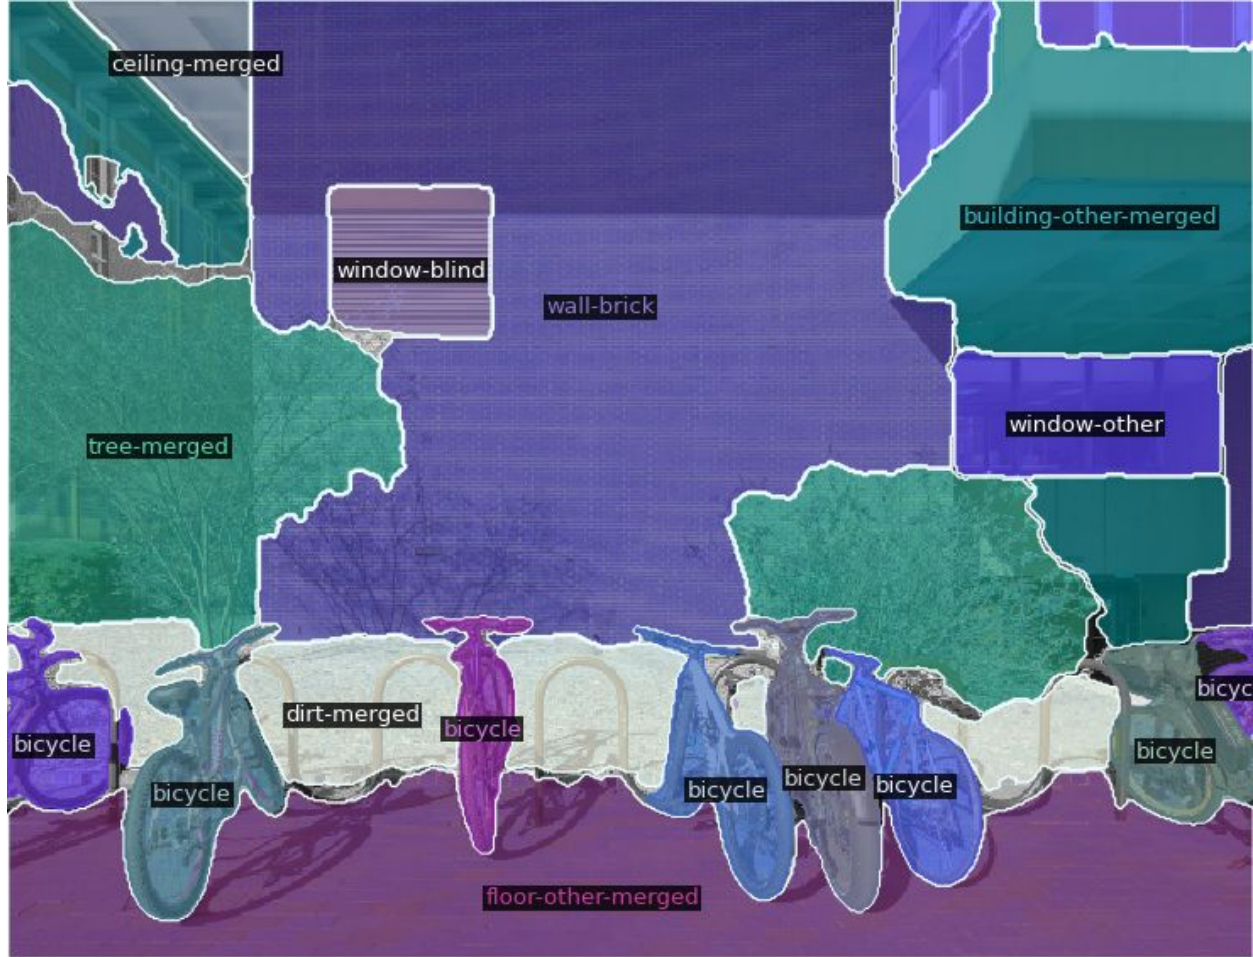 ceiling-merged
building-other-merged
window-blind
wall-brick
window-other
tree-merged
bicyc
dirt-merged
bicycle
bicycle
bicycle
bicycle
bicycle
bicycle
bicycle
floor-other-merged